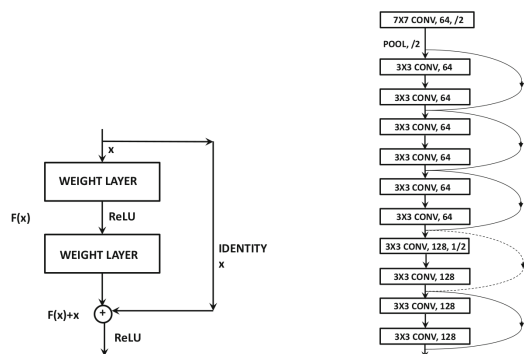 x
WEIGHT LAYER
F(x)
ReLU
WEIGHT LAYER
IDENTITY
x
F(x)+x
+
ReLU
7X7 CONV, 64, /2
POOL, /2
3X3 CONV, 64
3X3 CONV, 64
3X3 CONV, 64
3X3 CONV, 64
3X3 CONV, 64
3X3 CONV, 64
3X3 CONV, 128, 1/2
3X3 CONV, 128
3X3 CONV, 128
3X3 CONV, 128